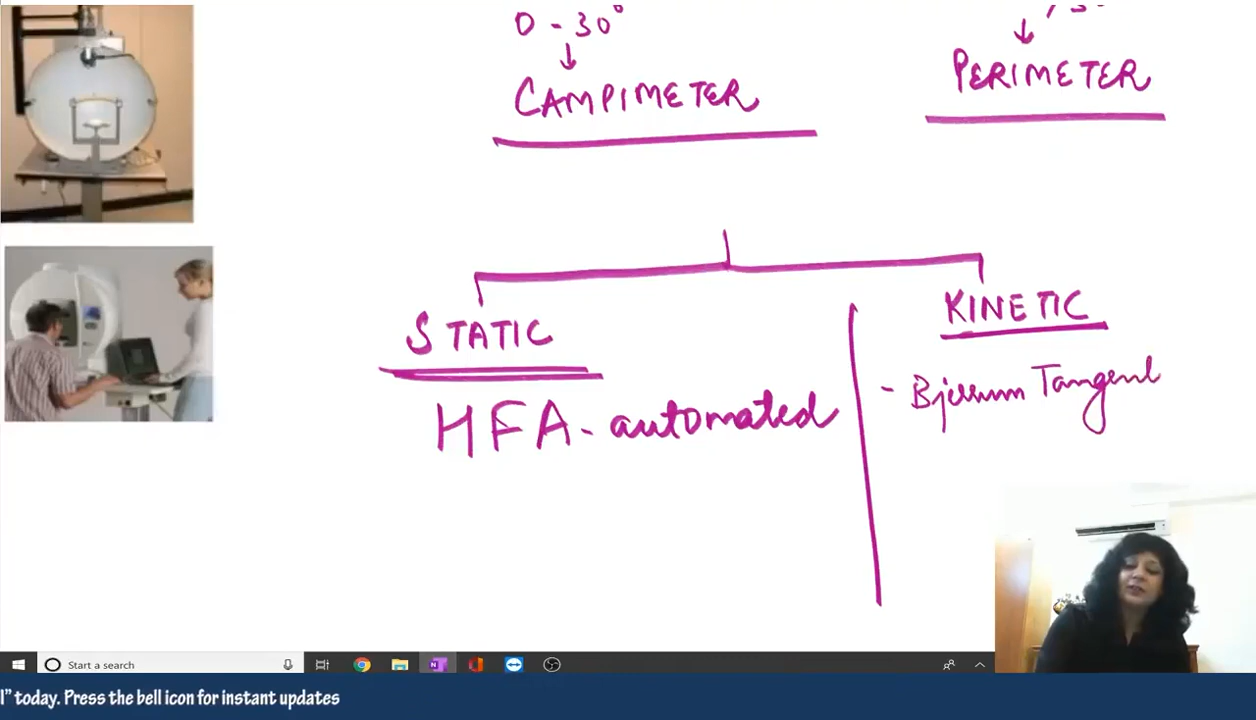 0 - 30°
CAMPIMETER
PERIMETER
STATIC
KINETIC
HFA - automated
- Bjerrum Tangent
Start a search
l" today. Press the bell icon for instant updates